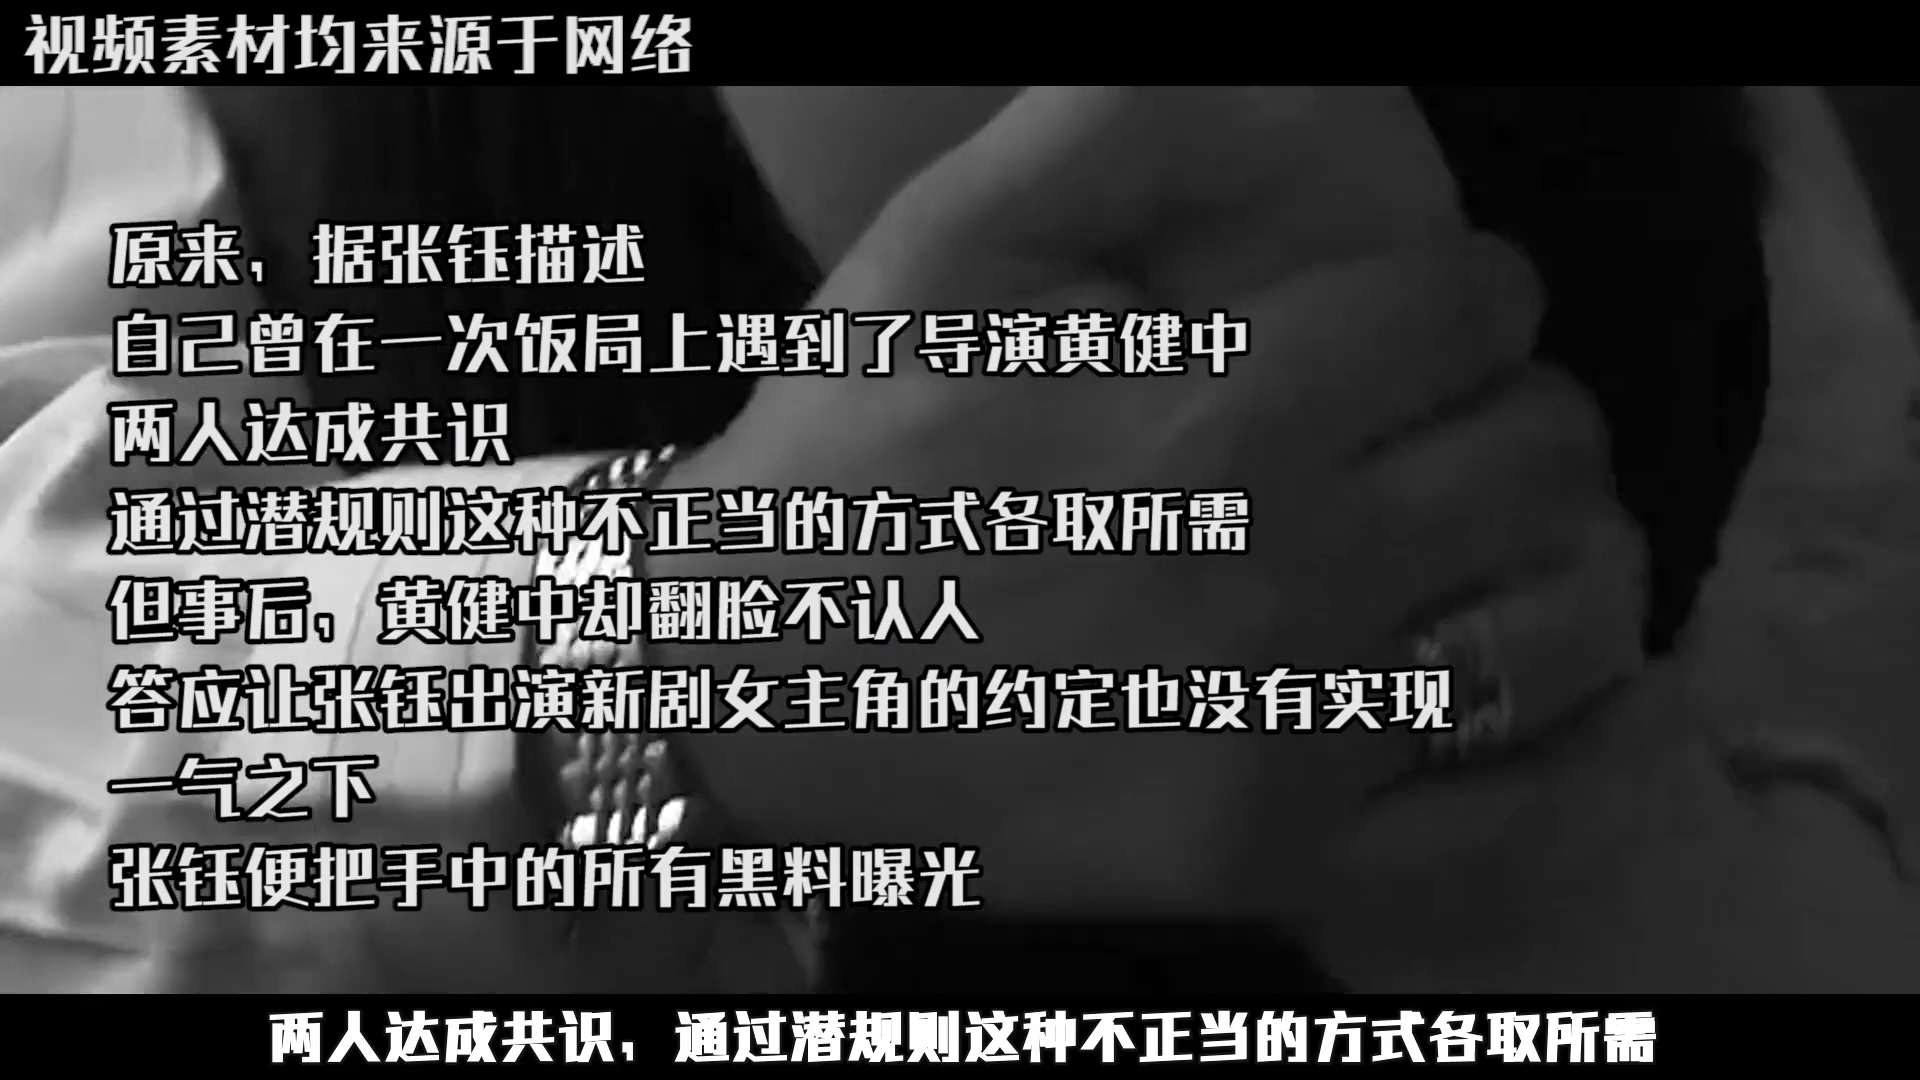 视频素材均来源于网络
原来，据张钰描述
自己曾在一次饭局上遇到了导演黄健中
两人达成共识
通过潜规则这种不正当的方式各取所需
但事后，黄健中却翻脸不认人
答应让张钰出演新剧女主角的约定也没有实现
一气之下
张钰便把手中的所有黑料曝光
两人达成共识，通过潜规则这种不正当的方式各取所需